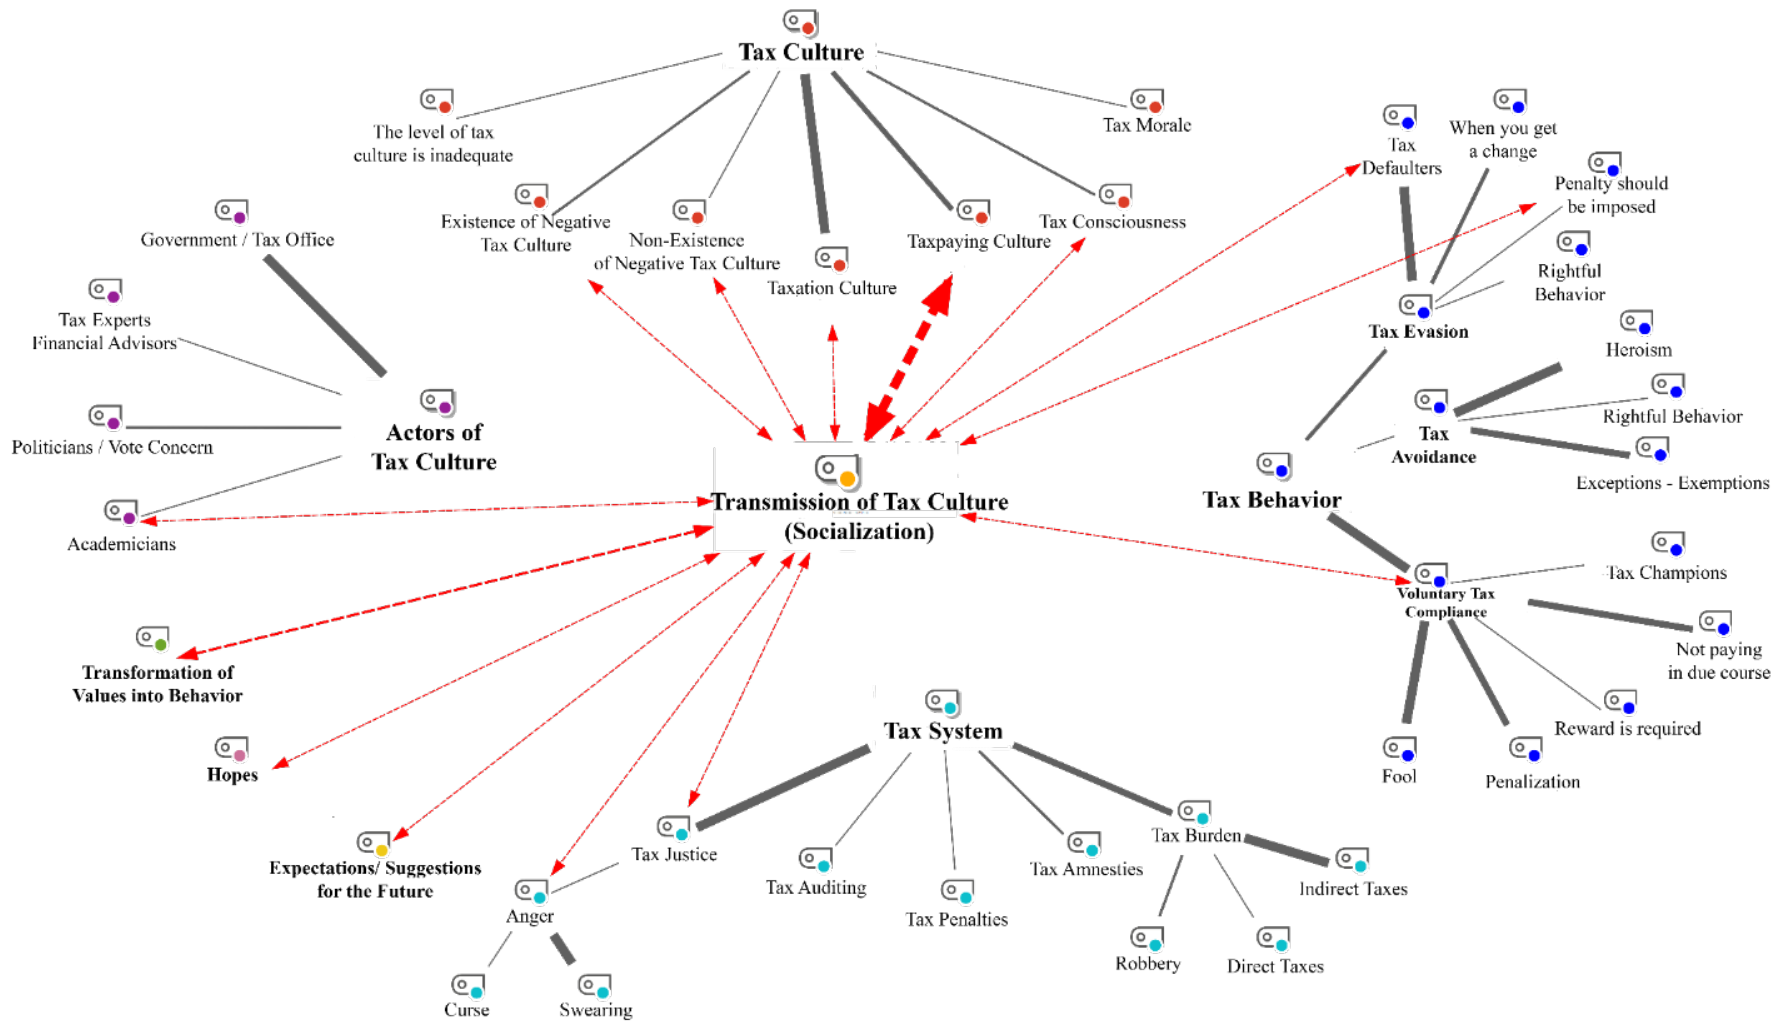 Tax Culture
The level of tax
culture is inadequate
Existence of Negative
Tax Culture
Non-Existence
of Negative Tax Culture
Taxation Culture
Taxpaying Culture
Tax Consciousness
Tax Morale
Government / Tax Office
Tax Experts
Financial Advisors
Politicians / Vote Concern
Academicians
Actors of
Tax Culture
Transmission of Tax Culture
(Socialization)
Tax
Defaulters
When you get
a change
Penalty should
be imposed
Rightful
Behavior
Tax Evasion
Heroism
Rightful Behavior
Tax
Avoidance
Exceptions - Exemptions
Tax Behavior
Tax Champions
Voluntary Tax
Compliance
Not paying
in due course
Reward is required
Penalization
Fool
Transformation of
Values into Behavior
Hopes
Expectations/ Suggestions
for the Future
Tax System
Tax Justice
Anger
Curse
Swearing
Tax Auditing
Tax Penalties
Tax Amnesties
Tax Burden
Indirect Taxes
Robbery
Direct Taxes